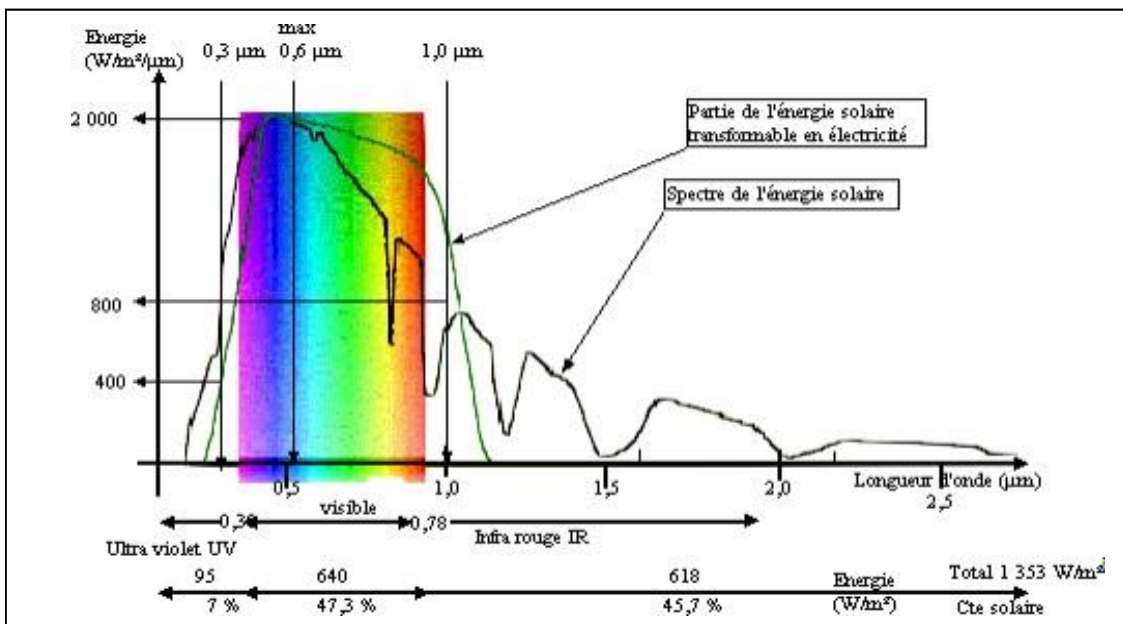 Energie
(W/m²/µm)
0,3 µm
max
0,6 µm
1,0 µm
2 000
800
400
Partie de l'énergie solaire
transformable en électricité
Spectre de l'énergie solaire
0,5
1,0
1,5
2,0
2,5
Longueur d'onde (µm)
visible
0,78
Infra rouge IR
Ultra violet UV
95
640
618
Energie
(W/m²)
Total 1 353 W/m²
7 %
47,3 %
45,7 %
Cte solaire